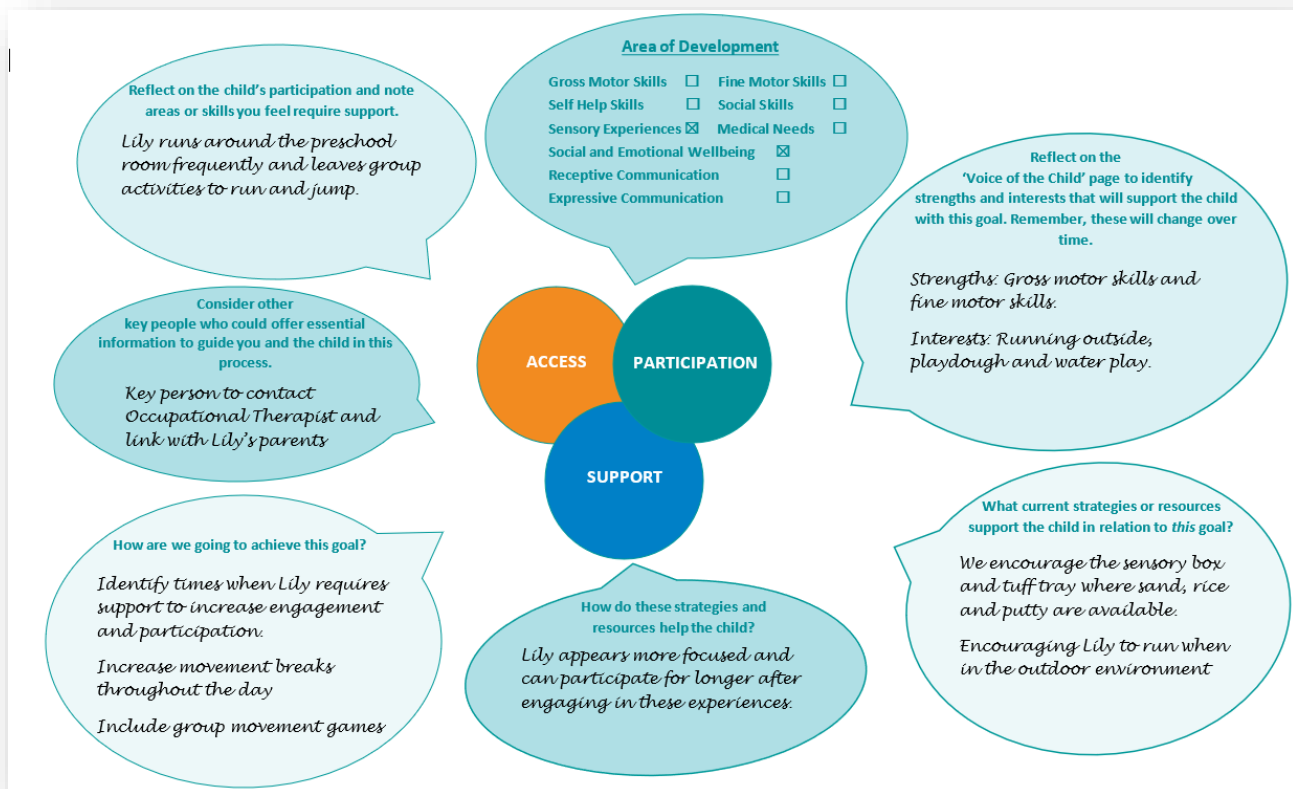 Reflect on the child's participation and note
areas or skills you feel require support.
Lily runs around the preschool
room frequently and leaves group
activities to run and jump.
Area of Development
Gross Motor Skills ☐ Fine Motor Skills ☐
Self Help Skills ☐ Social Skills ☐
Sensory Experiences ☒ Medical Needs ☐
Social and Emotional Wellbeing ☒
Receptive Communication ☐
Expressive Communication ☐
Reflect on the
‘Voice of the Child’ page to identify
strengths and interests that will support the child
with this goal. Remember, these will change over
time.
Strengths: Gross motor skills and
fine motor skills.
Interests: Running outside,
playdough and water play.
Consider other
key people who could offer essential
information to guide you and the child in this
process.
Key person to contact
Occupational Therapist and
link with Lily's parents
ACCESS
PARTICIPATION
SUPPORT
How are we going to achieve this goal?
Identify times when Lily requires
support to increase engagement
and participation.
Increase movement breaks
throughout the day
Include group movement games
How do these strategies and
resources help the child?
Lily appears more focused and
can participate for longer after
engaging in these experiences.
What current strategies or resources
support the child in relation to this goal?
We encourage the sensory box
and tuff tray where sand, rice
and putty are available.
Encouraging Lily to run when
in the outdoor environment